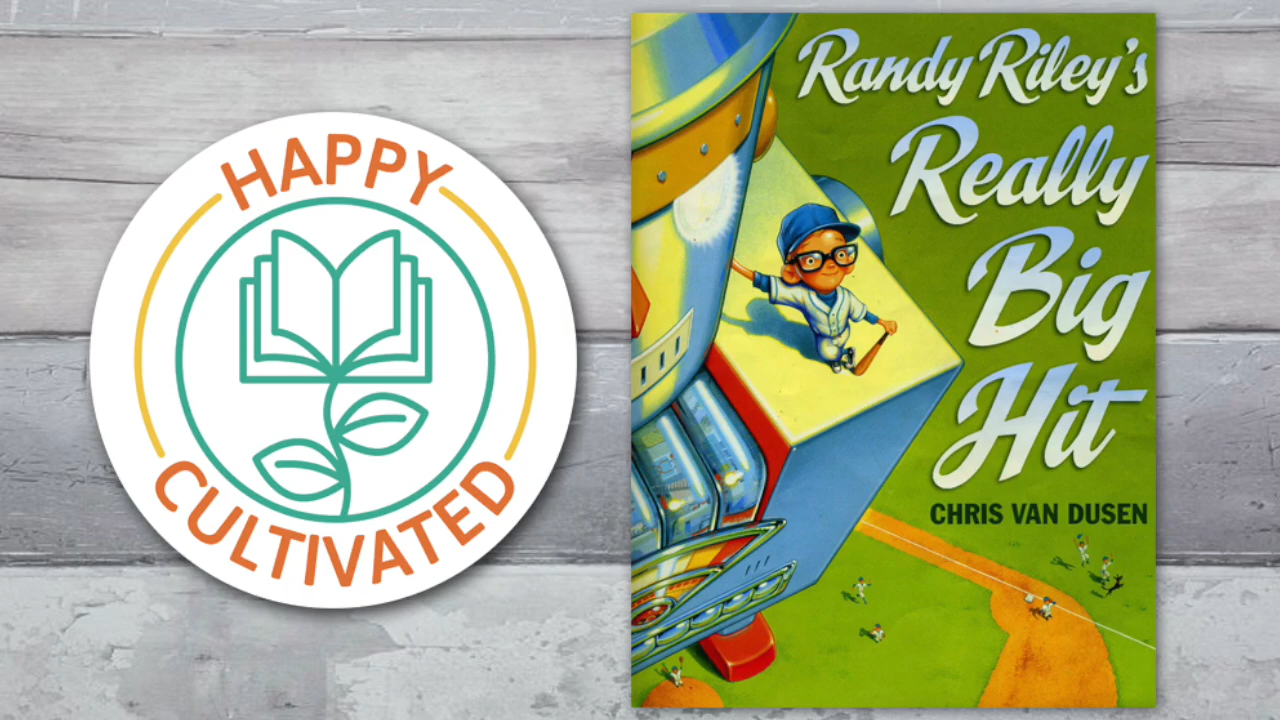 HAPPY
CULTIVATED
Randy Riley's
Really
Big
Hit
CHRIS VAN DUSEN